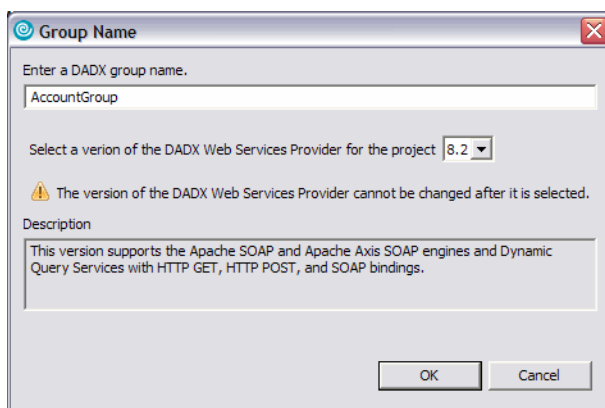 Group Name
Enter a DADX group name.
AccountGroup
Select a verion of the DADX Web Services Provider for the project 8.2
The version of the DADX Web Services Provider cannot be changed after it is selected.
Description
This version supports the Apache SOAP and Apache Axis SOAP engines and Dynamic
Query Services with HTTP GET, HTTP POST, and SOAP bindings.
OK Cancel